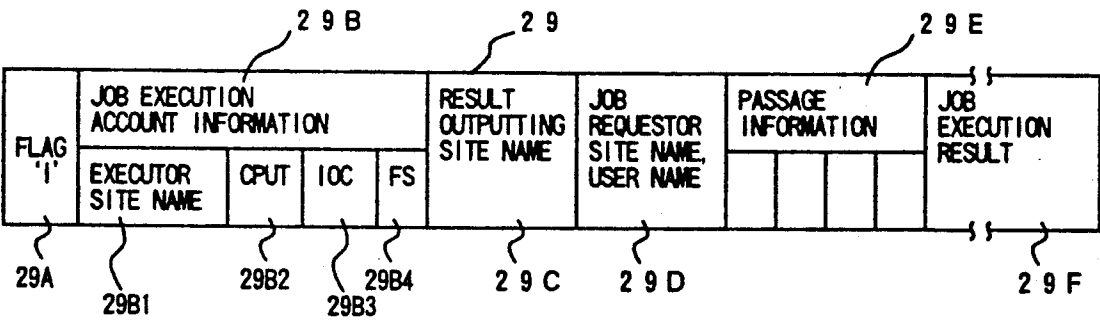 29B
29
29E
FLAG
'1'
JOB EXECUTION
ACCOUNT INFORMATION
EXECUTOR
SITE NAME
CPUT
IOC
FS
RESULT
OUTPUTTING
SITE NAME
JOB
REQUESTOR
SITE NAME,
USER NAME
PASSAGE
INFORMATION
JOB
EXECUTION
RESULT
29A
29B1
29B2
29B3
29B4
29C
29D
29F